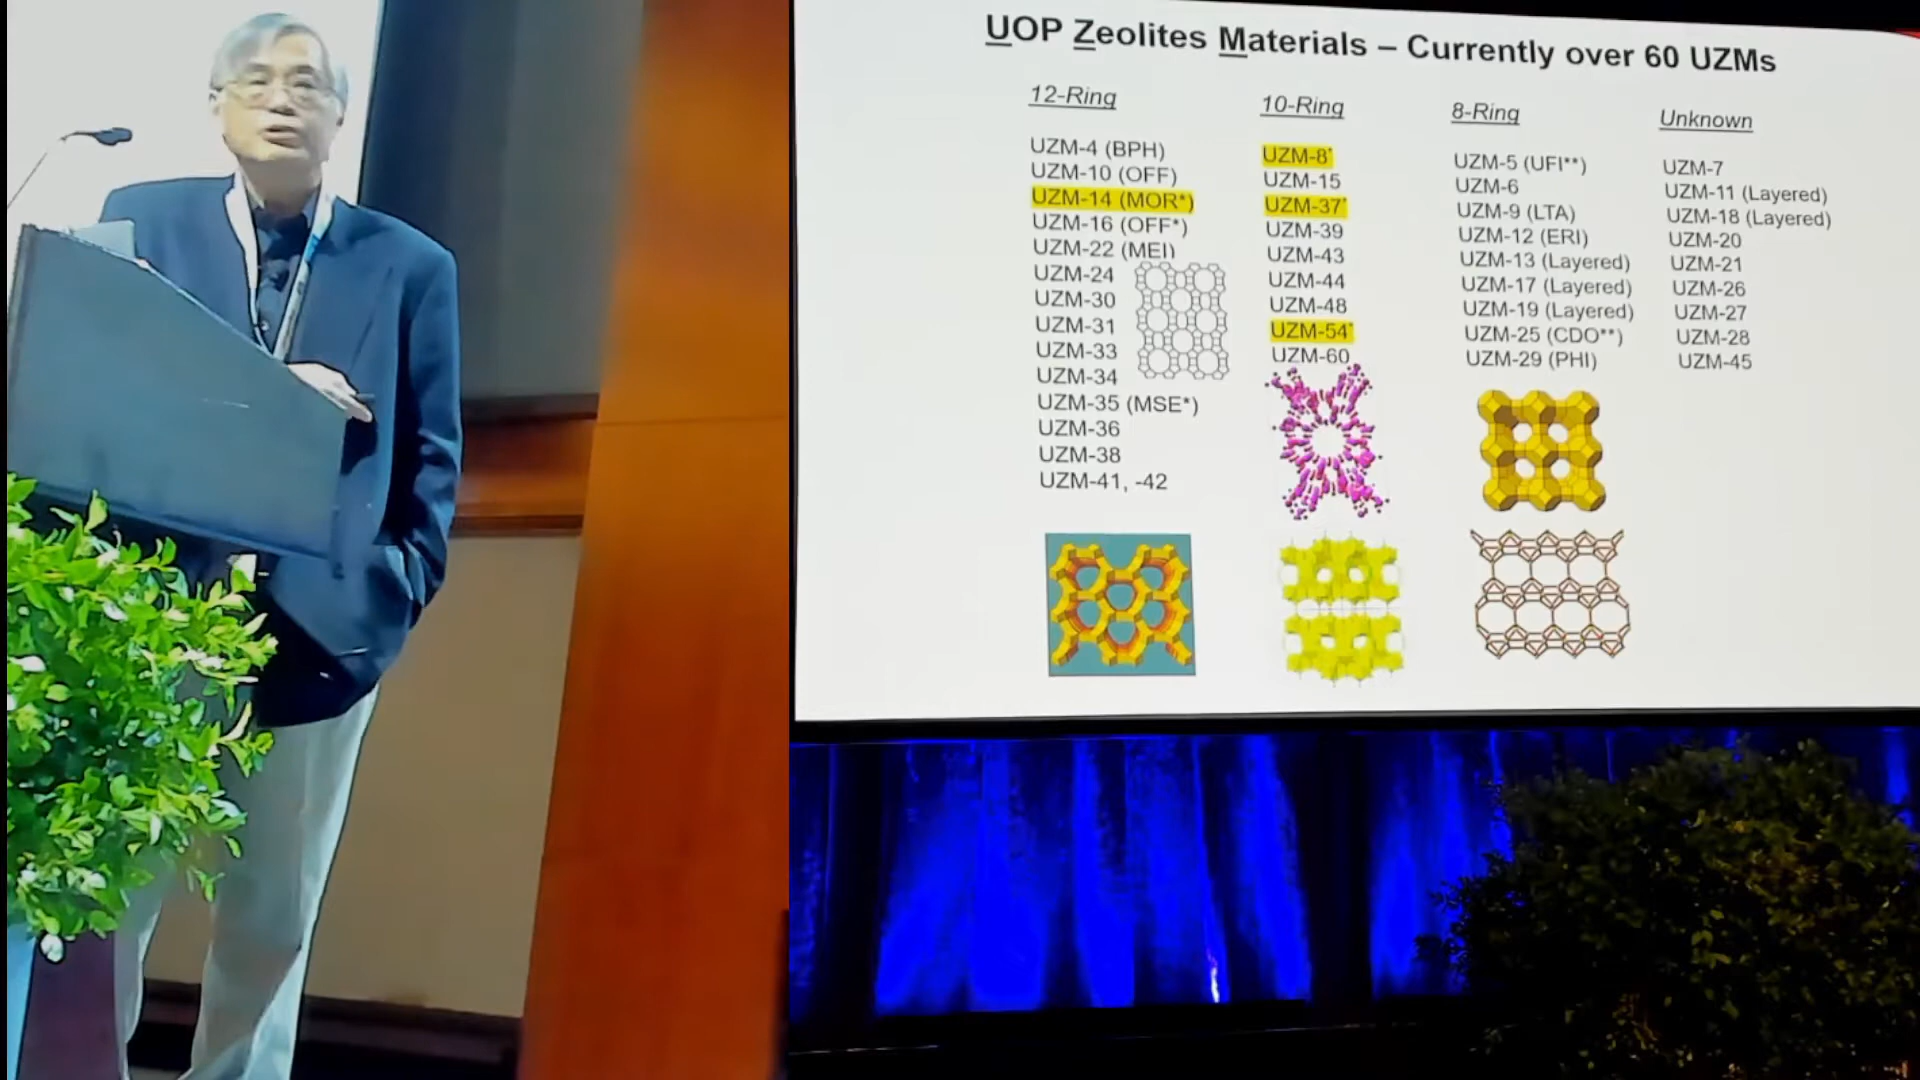 UOP Zeolites Materials – Currently over 60 UZMs
12-Ring
UZM-4 (BPH)
UZM-10 (OFF)
UZM-14 (MOR*)
UZM-16 (OFF*)
UZM-22 (MEI)
UZM-24
UZM-30
UZM-31
UZM-33
UZM-34
UZM-35 (MSE*)
UZM-36
UZM-38
UZM-41, -42
10-Ring
UZM-8*
UZM-15
UZM-37*
UZM-39
UZM-43
UZM-44
UZM-48
UZM-54*
UZM-60
8-Ring
UZM-5 (UFI**)
UZM-6
UZM-9 (LTA)
UZM-12 (ERI)
UZM-13 (Layered)
UZM-17 (Layered)
UZM-19 (Layered)
UZM-25 (CDO**)
UZM-29 (PHI)
Unknown
UZM-7
UZM-11 (Layered)
UZM-18 (Layered)
UZM-20
UZM-21
UZM-26
UZM-27
UZM-28
UZM-45